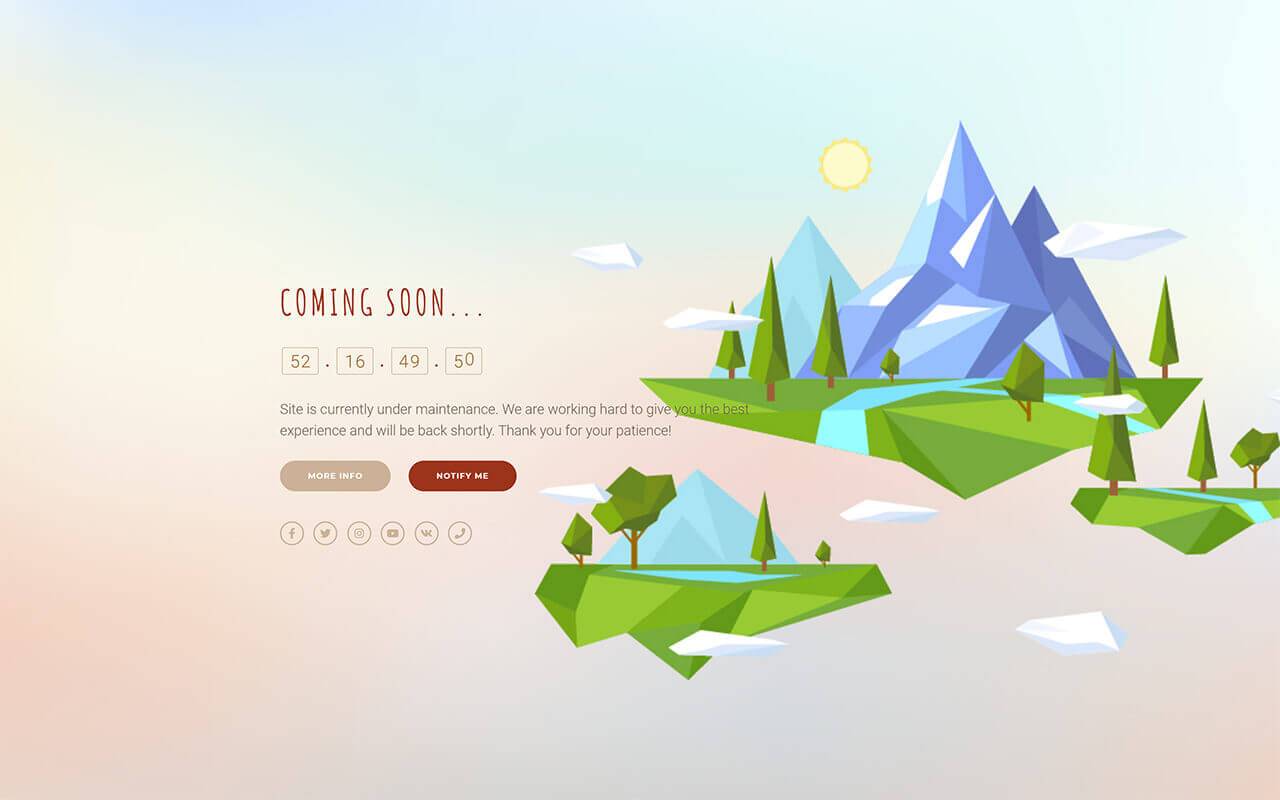 COMING SOON...
52 . 16 . 49 . 50
Site is currently under maintenance. We are working hard to give you the best
experience and will be back shortly. Thank you for your patience!
MORE INFO NOTIFY ME